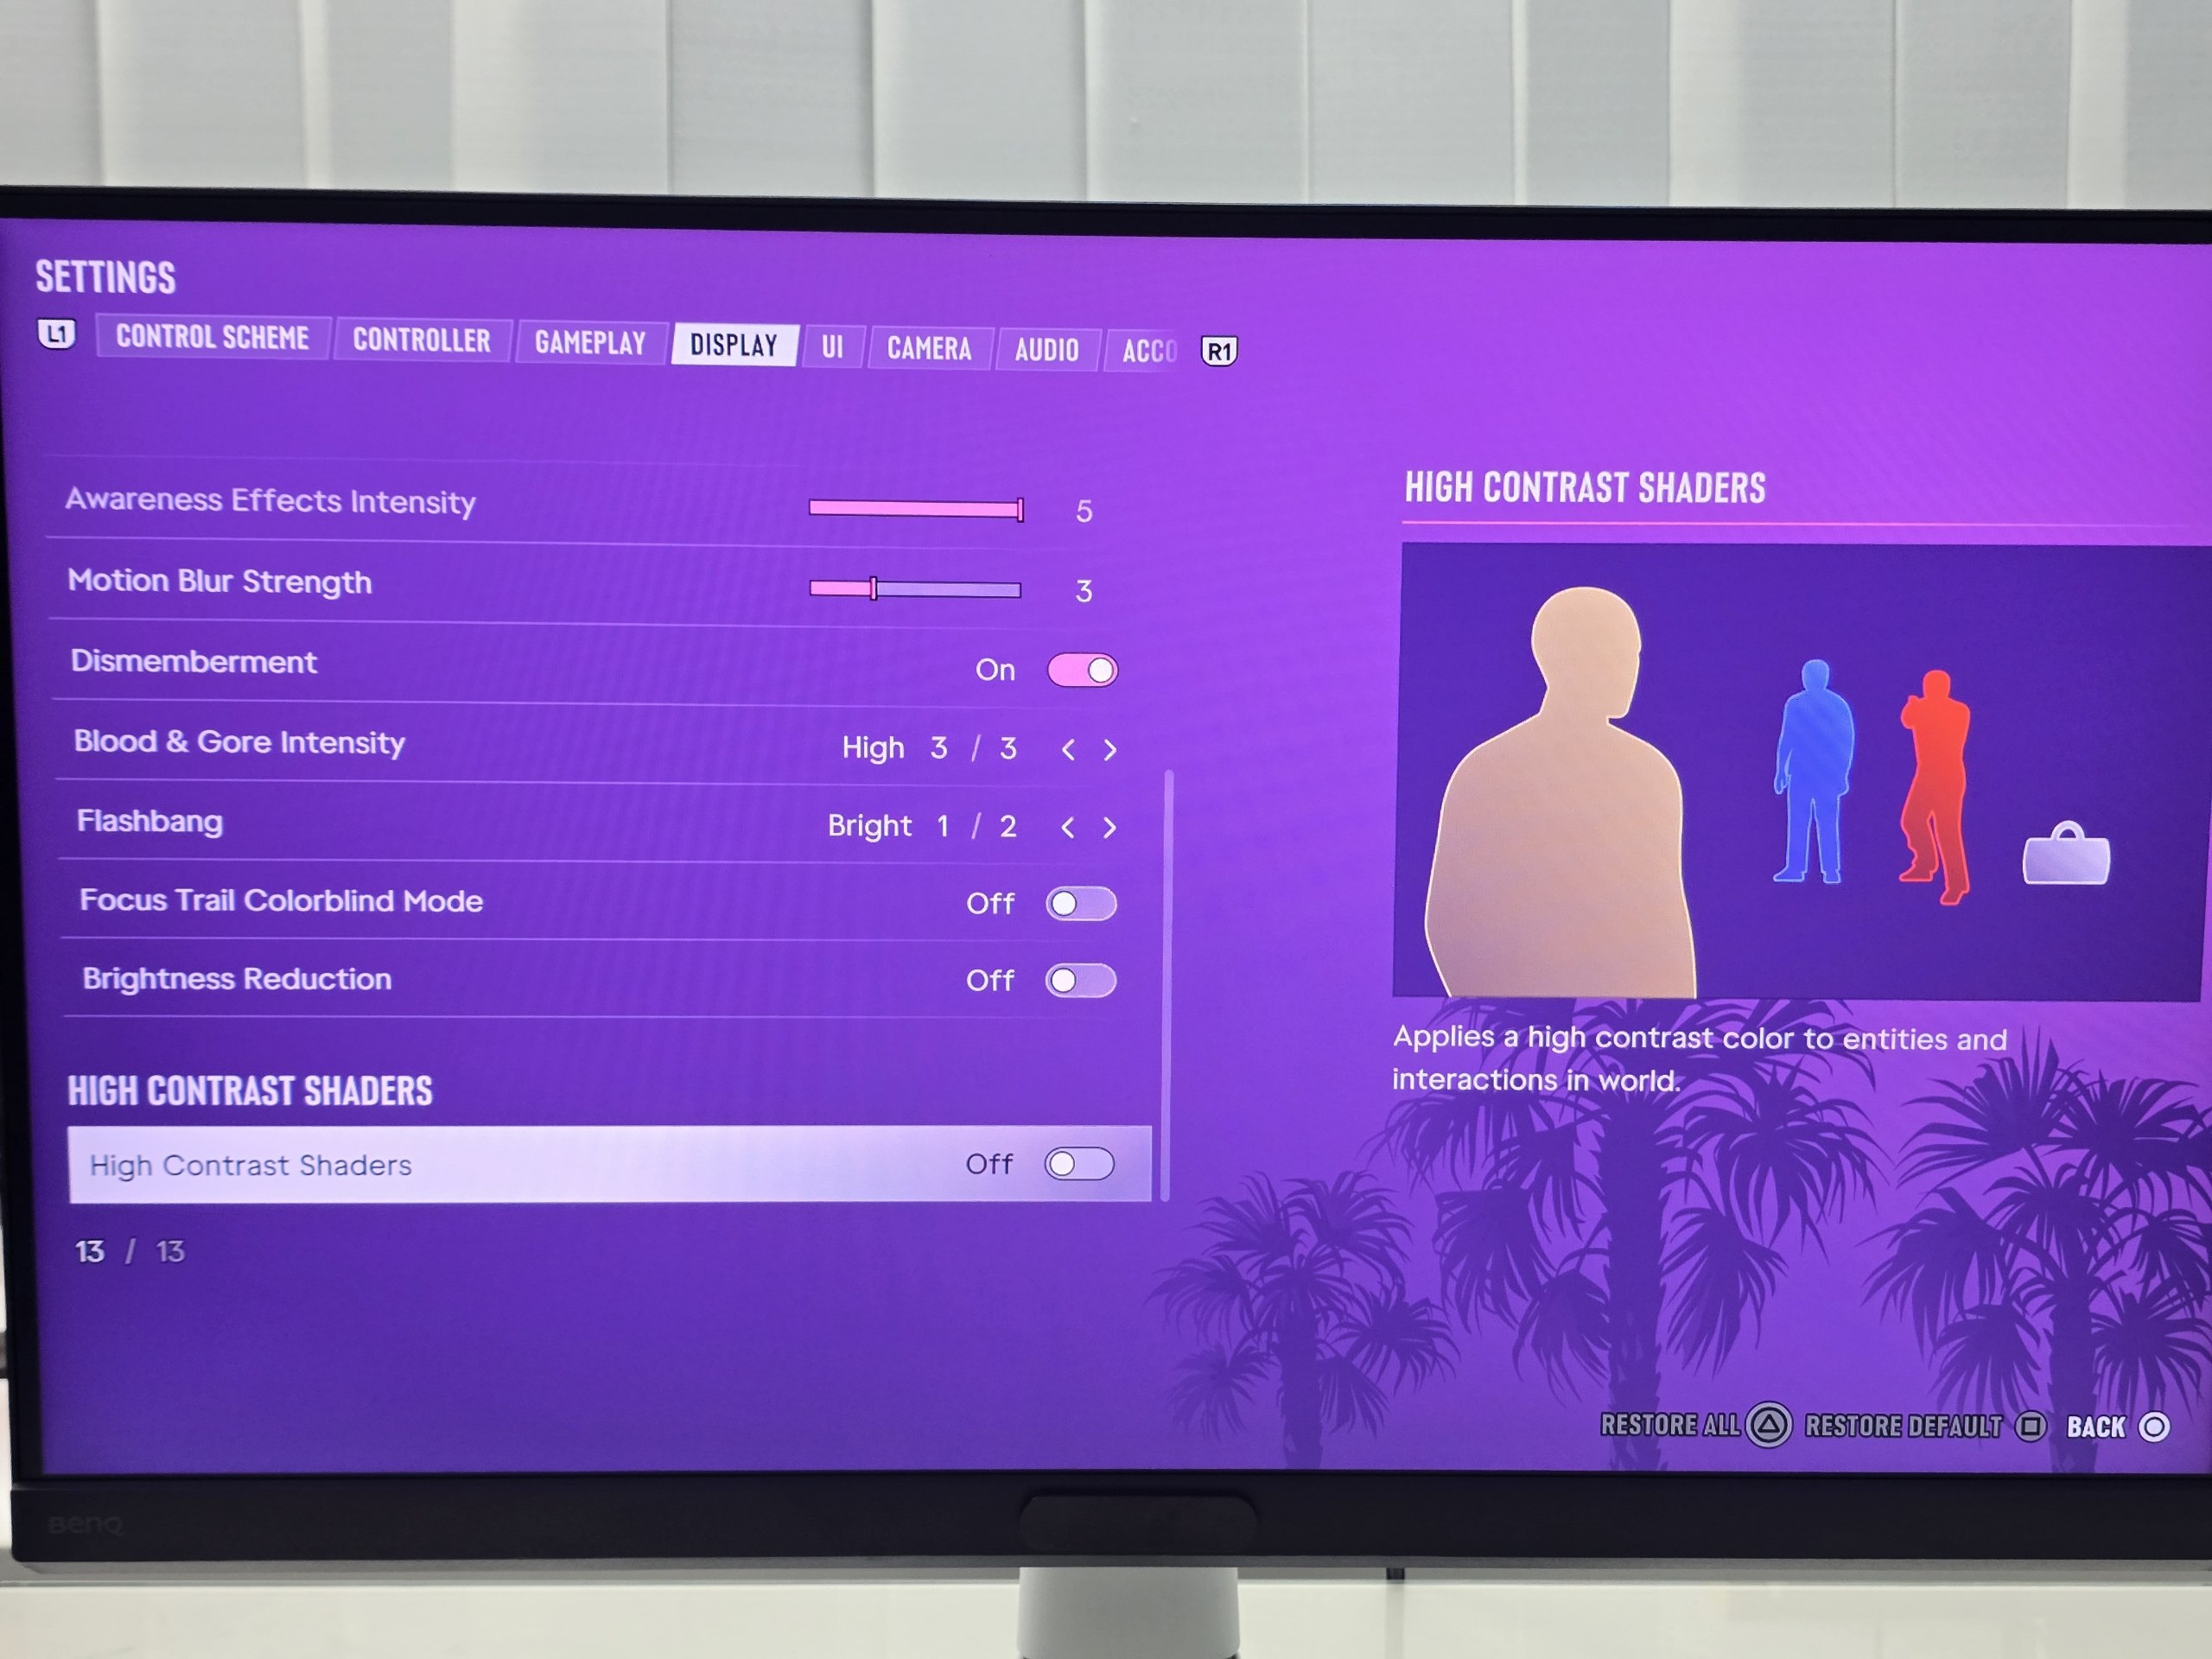 SETTINGS
L1 CONTROL SCHEME CONTROLLER GAMEPLAY DISPLAY UI CAMERA AUDIO ACCO R1
Awareness Effects Intensity 5
Motion Blur Strength 3
Dismemberment On
Blood & Gore Intensity High 3 / 3 < >
Flashbang Bright 1 / 2 < >
Focus Trail Colorblind Mode Off
Brightness Reduction Off
HIGH CONTRAST SHADERS
High Contrast Shaders Off
13 / 13
HIGH CONTRAST SHADERS
Applies a high contrast color to entities and
interactions in world.
RESTORE ALL RESTORE DEFAULT BACK
BenQ